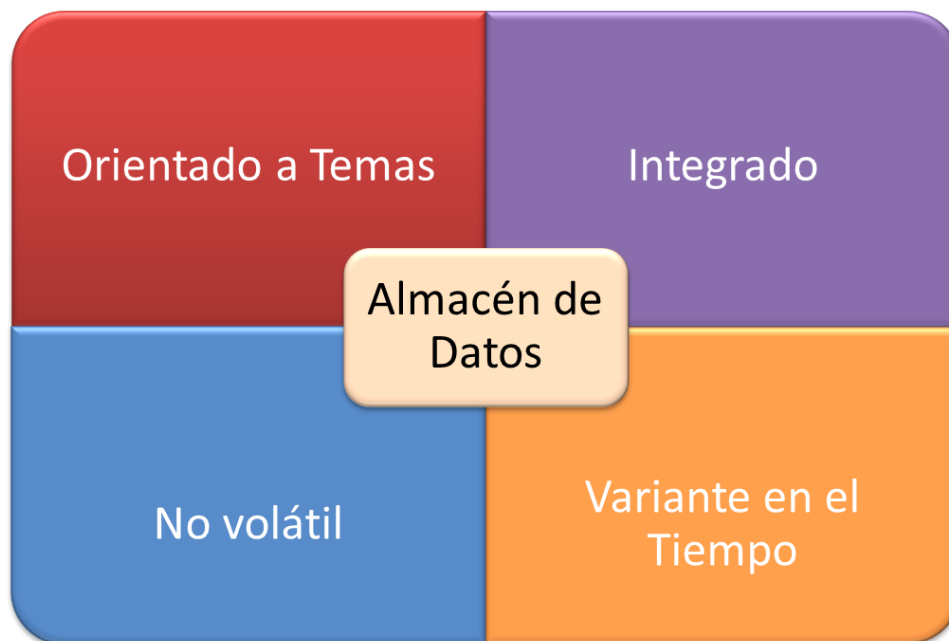 Orientado a Temas
Integrado
Almacén de
Datos
No volátil
Variante en el
Tiempo